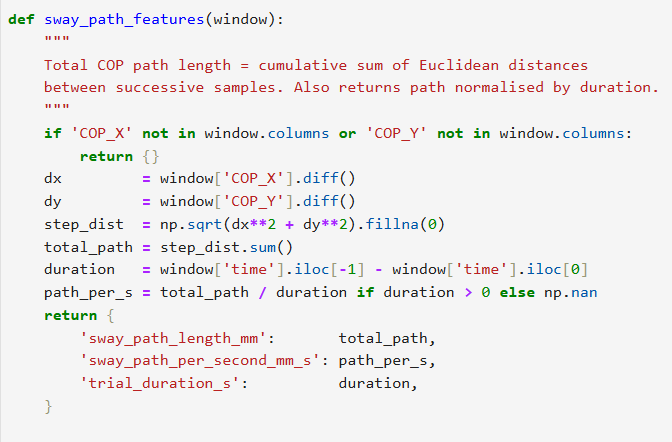 def sway_path_features(window):
    """
    Total COP path length = cumulative sum of Euclidean distances
    between successive samples. Also returns path normalised by duration.
    """
    if 'COP_X' not in window.columns or 'COP_Y' not in window.columns:
        return {}
    dx         = window['COP_X'].diff()
    dy         = window['COP_Y'].diff()
    step_dist  = np.sqrt(dx**2 + dy**2).fillna(0)
    total_path = step_dist.sum()
    duration   = window['time'].iloc[-1] - window['time'].iloc[0]
    path_per_s = total_path / duration if duration > 0 else np.nan
    return {
        'sway_path_length_mm':       total_path,
        'sway_path_per_second_mm_s': path_per_s,
        'trial_duration_s':          duration,
    }